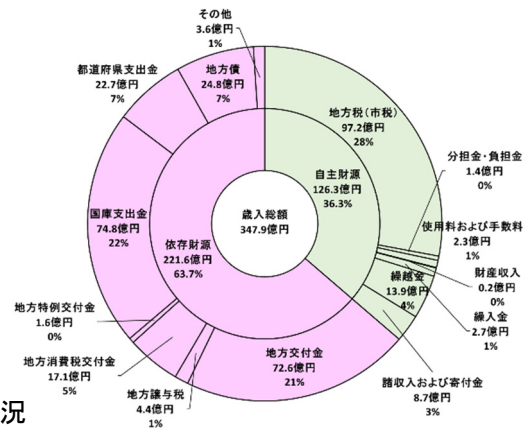 その他
3.6億円
1%
都道府県支出金
22.7億円
7%
地方債
24.8億円
7%
地方税(市税)
97.2億円
28%
分担金・負担金
1.4億円
0%
自主財源
126.3億円
36.3%
使用料および手数料
2.3億円
1%
国庫支出金
74.8億円
22%
依存財源
221.6億円
63.7%
歳入総額
347.9億円
財産収入
0.2億円
0%
繰越金
13.9億円
4%
繰入金
2.7億円
1%
地方特例交付金
1.6億円
0%
地方消費税交付金
17.1億円
5%
地方譲与税
4.4億円
1%
地方交付金
72.6億円
21%
諸収入および寄付金
8.7億円
3%
況